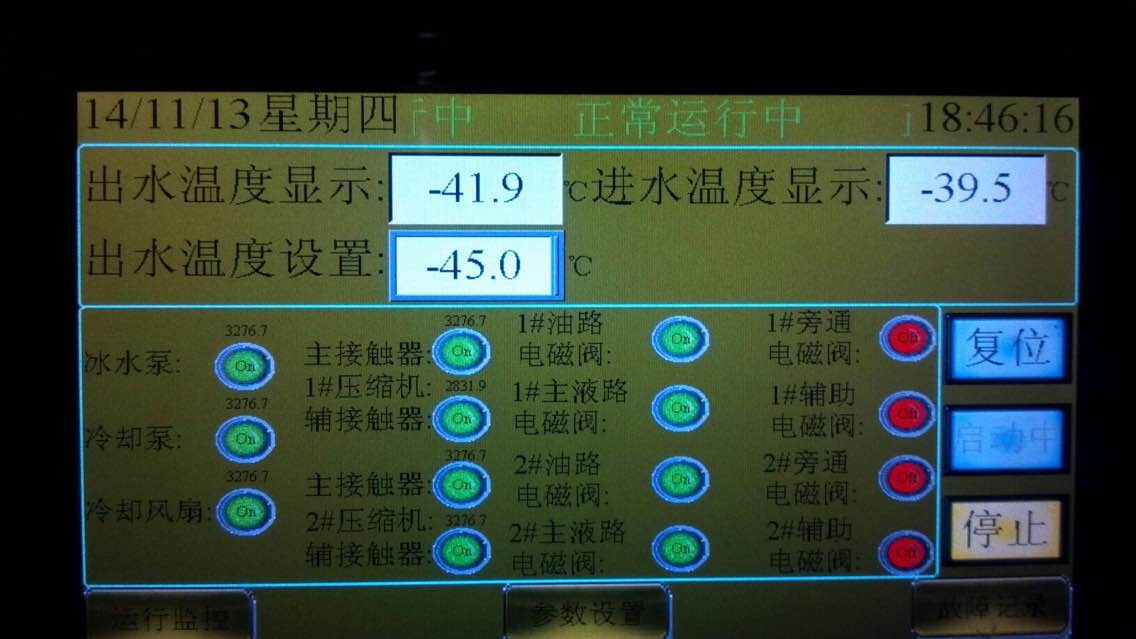 14/11/13星期四 行中 正常运行中 18:46:16
出水温度显示: -41.9 ℃ 进水温度显示: -39.5 ℃
出水温度设置: -45.0 ℃
冰水泵: 3276.7 On
冷却泵: 3276.7 On
冷却风扇: 3276.7 On
1#压缩机:
主接触器: 3276.7 On
辅接触器: 2831.9 On
2#压缩机:
主接触器: 3276.7 On
辅接触器: 3276.7 On
1#油路
电磁阀: On
1#主液路
电磁阀: On
2#油路
电磁阀: On
2#主液路
电磁阀: On
1#旁通
电磁阀: Off
1#辅助
电磁阀: Off
2#旁通
电磁阀: Off
2#辅助
电磁阀: Off
复位
启动中
停止
运行监控 参数设置 故障记录